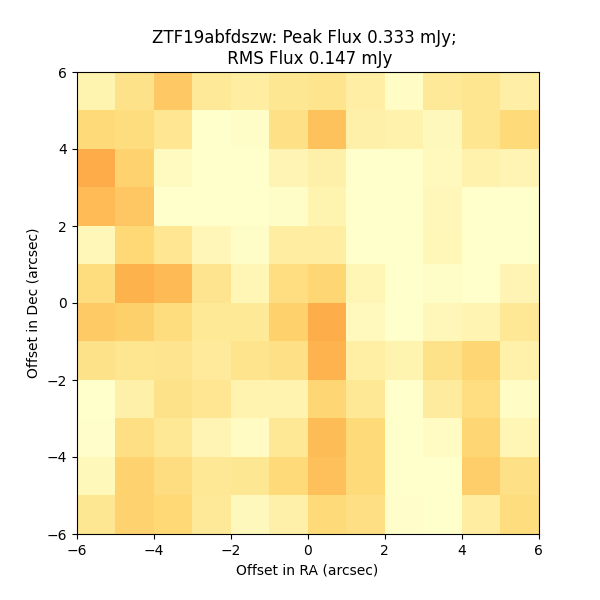 ZTF19abfdszw: Peak Flux 0.333 mJy;
RMS Flux 0.147 mJy
6
4
2
0
−2
−4
−6
Offset in Dec (arcsec)
−6 −4 −2 0 2 4 6
Offset in RA (arcsec)